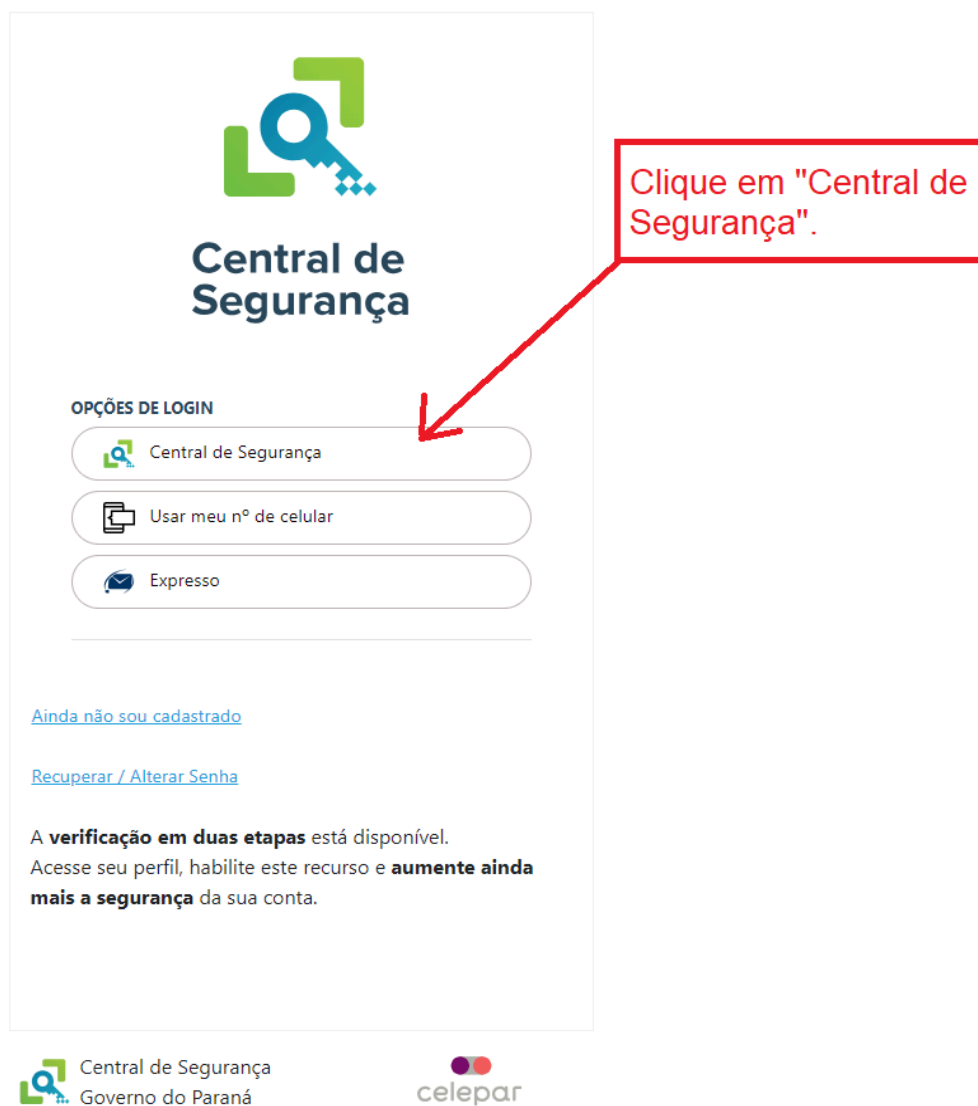 Central de
Segurança
Clique em "Central de
Segurança".
OPÇÕES DE LOGIN
Central de Segurança
Usar meu nº de celular
Expresso
Ainda não sou cadastrado
Recuperar / Alterar Senha
A verificação em duas etapas está disponível.
Acesse seu perfil, habilite este recurso e aumente ainda
mais a segurança da sua conta.
Central de Segurança
Governo do Paraná
celepar